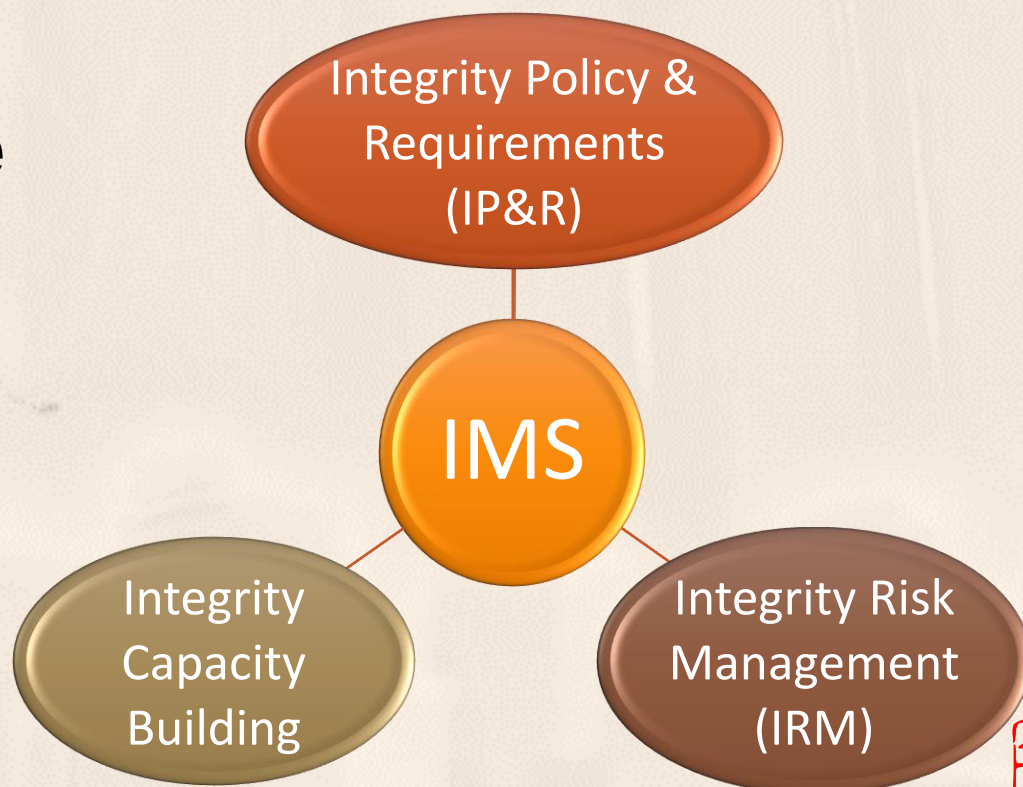 Integrity Policy &
Requirements
(IP&R)
IMS
Integrity
Capacity
Building
Integrity Risk
Management
(IRM)